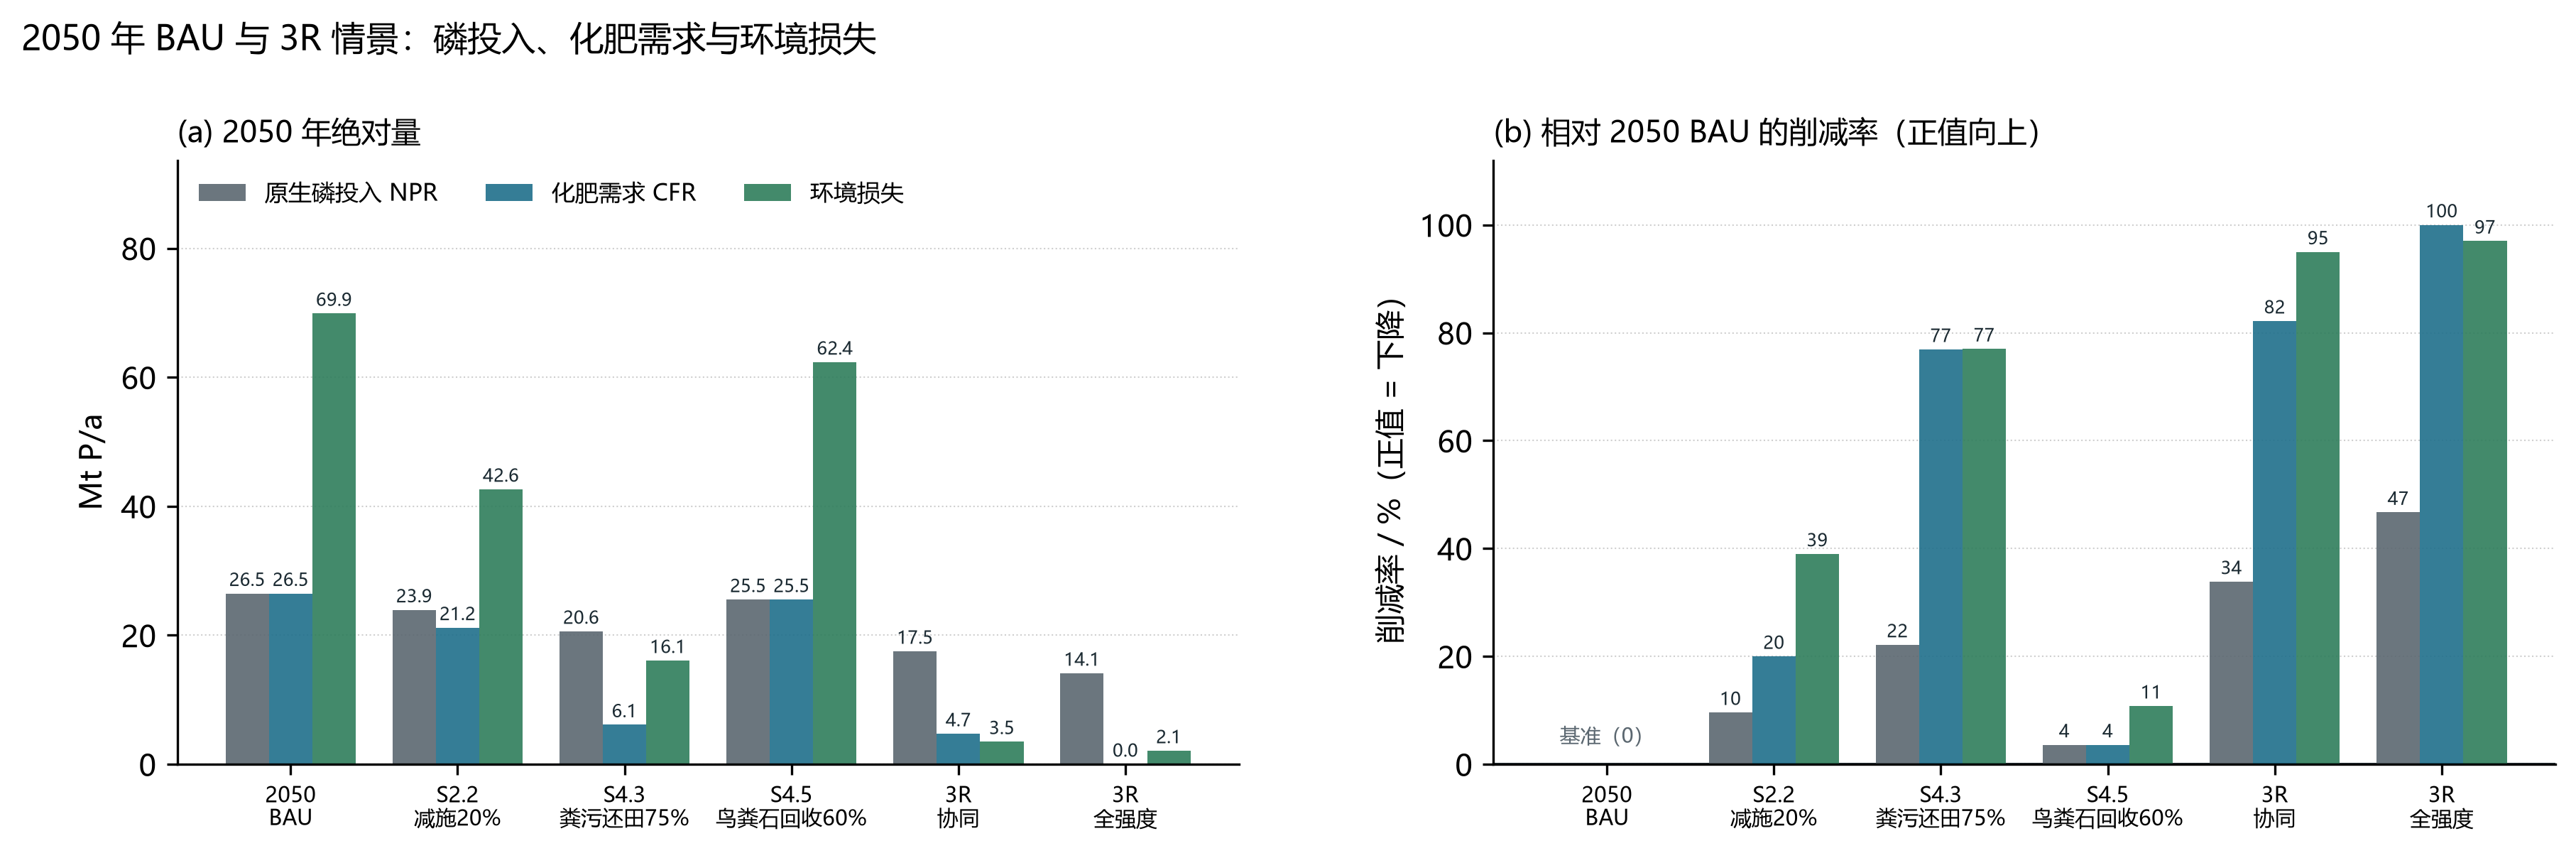 2050 年 BAU 与 3R 情景：磷投入、化肥需求与环境损失
(a) 2050 年绝对量
原生磷投入 NPR
化肥需求 CFR
环境损失
Mt P/a
80
60
40
20
0
26.5
26.5
69.9
23.9
21.2
42.6
20.6
6.1
16.1
25.5
25.5
62.4
17.5
4.7
3.5
14.1
0.0
2.1
2050
BAU
S2.2
减施20%
S4.3
粪污还田75%
S4.5
鸟粪石回收60%
3R
协同
3R
全强度
(b) 相对 2050 BAU 的削减率（正值向上）
削减率 / %（正值 = 下降）
100
80
60
40
20
0
基准（0）
10
20
39
22
77
77
4
4
11
34
82
95
47
100
97
2050
BAU
S2.2
减施20%
S4.3
粪污还田75%
S4.5
鸟粪石回收60%
3R
协同
3R
全强度